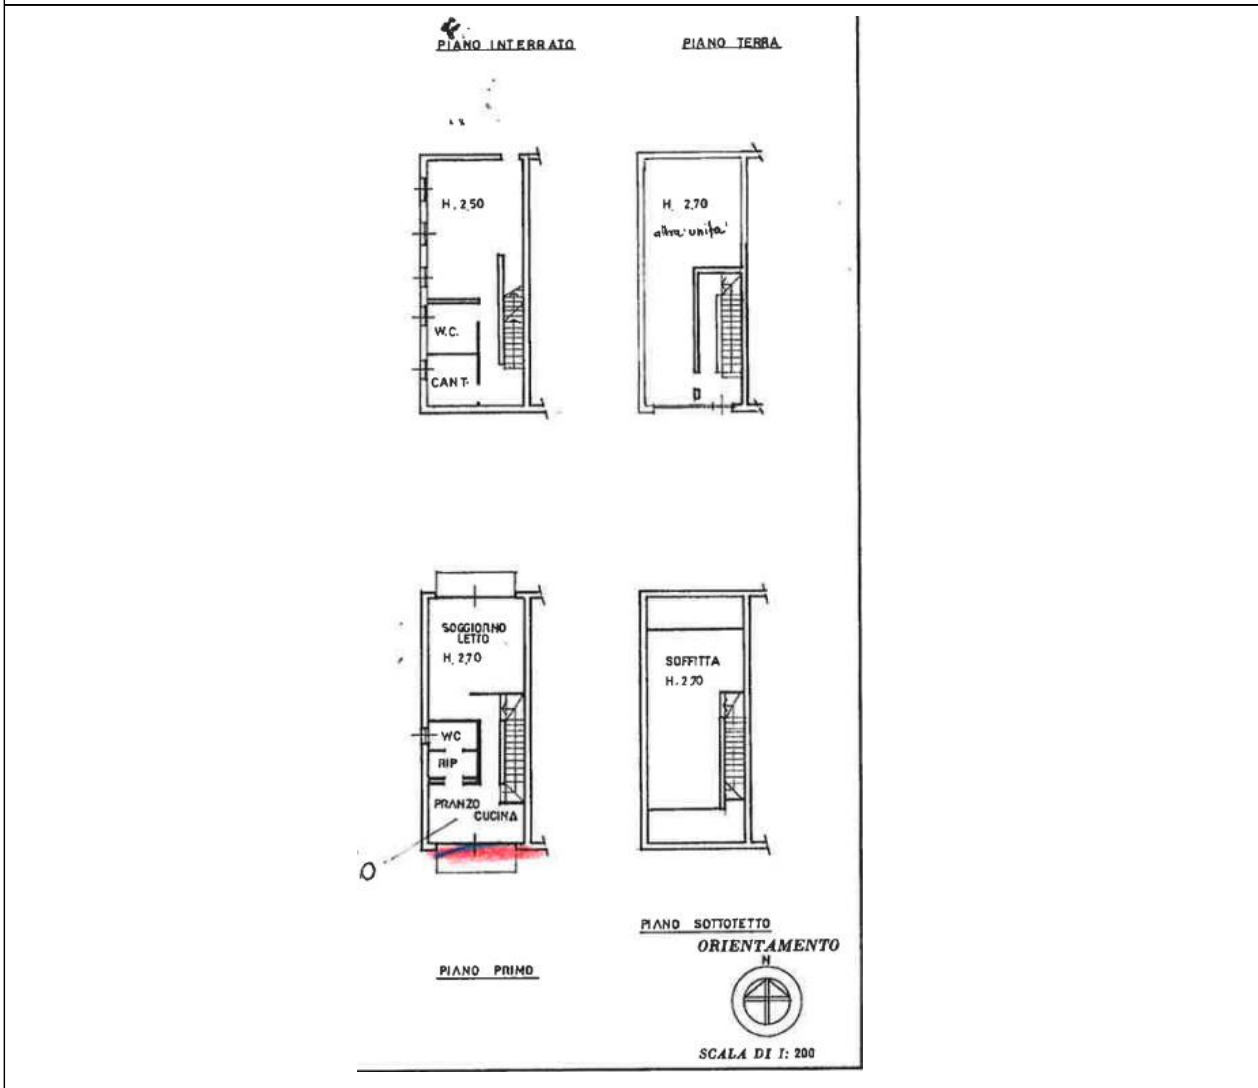 PIANO INTERRATO
PIANO TERRA
H. 2,50
W.C.
CANT.
H. 2,70
altra unità
SOGGIORNO
LETTO
H. 2,70
WC
RIP
PRANZO
CUCINA
SOFFITTA
H. 2,70
PIANO PRIMO
PIANO SOTTOTETTO
ORIENTAMENTO
N
SCALA DI 1: 200